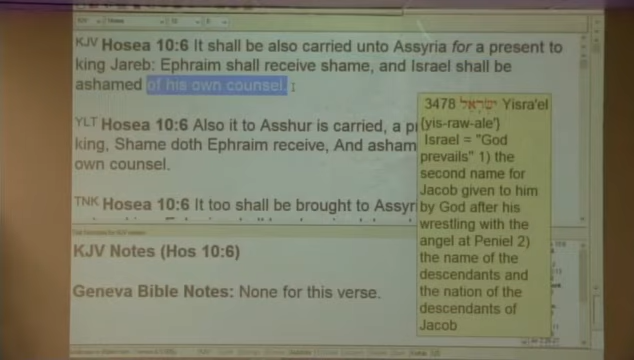 KJV Hosea 10:6 It shall be also carried unto Assyria for a present to
king Jareb: Ephraim shall receive shame, and Israel shall be
ashamed of his own counsel.
YLT Hosea 10:6 Also it to Asshur is carried, a pr
king, Shame doth Ephraim receive, And asham
own counsel.
TNK Hosea 10:6 It too shall be brought to Assyri
KJV Notes (Hos 10:6)
Geneva Bible Notes: None for this verse.
3478 יִשְׂרָאֵל Yisra'el
{yis-raw-ale'}
Israel = "God
prevails" 1) the
second name for
Jacob given to him
by God after his
wrestling with the
angel at Peniel 2)
the name of the
descendants and
the nation of the
descendants of
Jacob